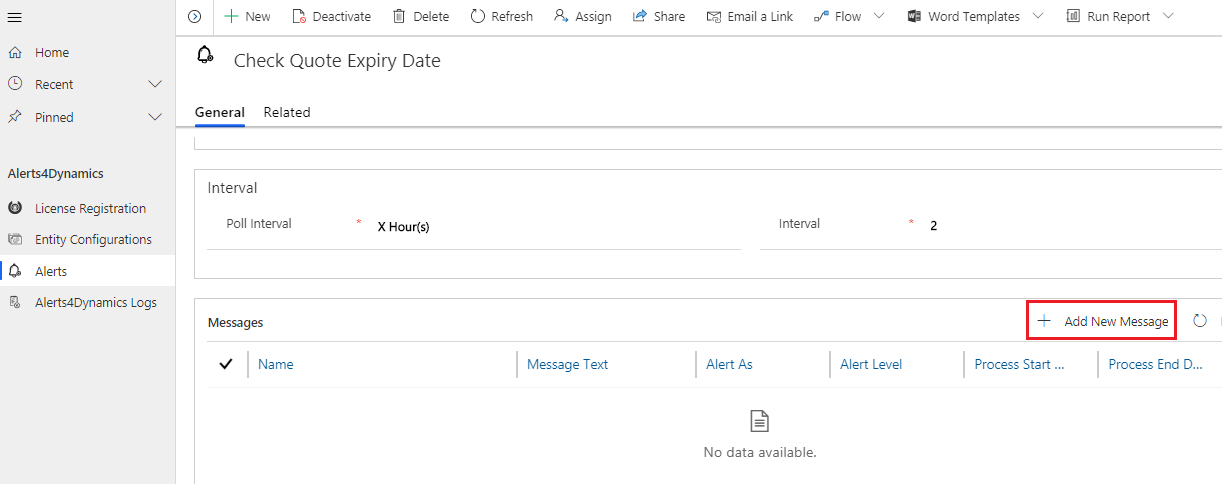 New Deactivate Delete Refresh Assign Share Email a Link Flow Word Templates Run Report
Home
Recent
Pinned
Alerts4Dynamics
License Registration
Entity Configurations
Alerts
Alerts4Dynamics Logs
Check Quote Expiry Date
General Related
Interval
Poll Interval * X Hour(s) Interval * 2
Messages + Add New Message
Name Message Text Alert As Alert Level Process Start ... Process End D...
No data available.